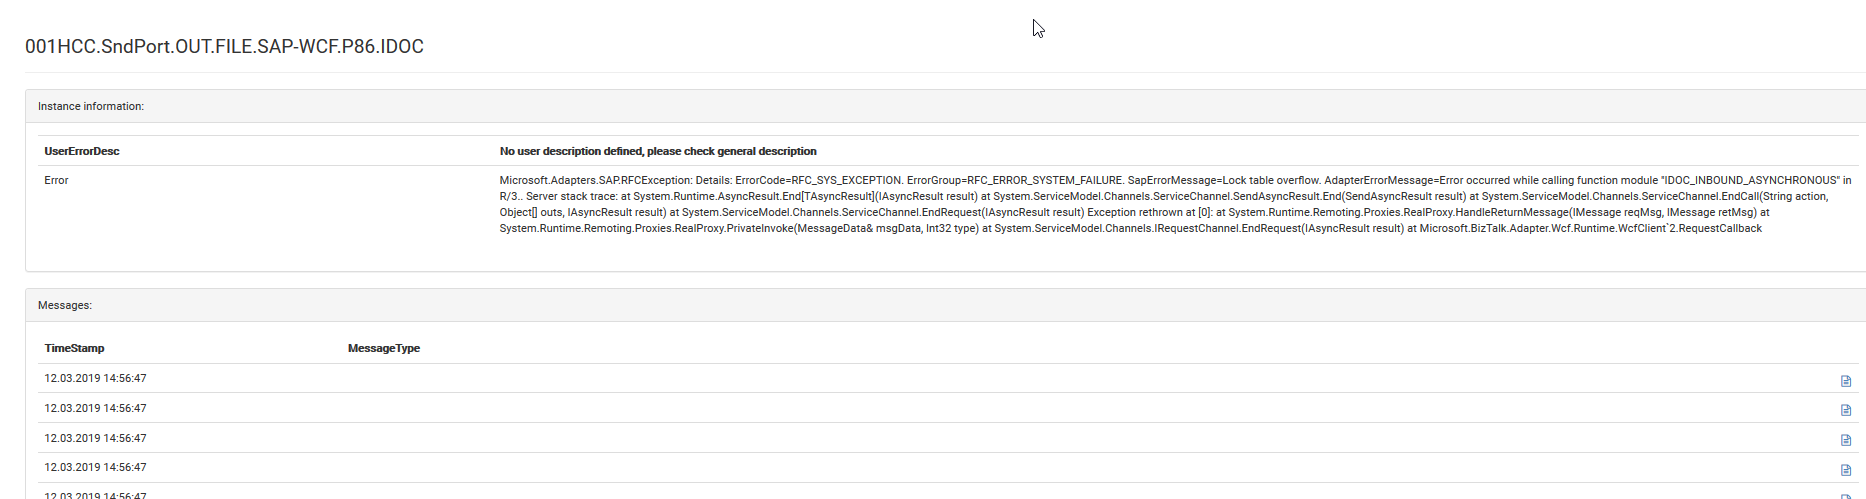 001HCC.SndPort.OUT.FILE.SAP-WCF.P86.IDOC
Instance information:
UserErrorDesc No user description defined, please check general description
Error Microsoft.Adapters.SAP.RFCException: Details: ErrorCode=RFC_SYS_EXCEPTION. ErrorGroup=RFC_ERROR_SYSTEM_FAILURE. SapErrorMessage=Lock table overflow. AdapterErrorMessage=Error occurred while calling function module "IDOC_INBOUND_ASYNCHRONOUS" in
R/3.. Server stack trace: at System.Runtime.AsyncResult.End[TAsyncResult](IAsyncResult result) at System.ServiceModel.Channels.ServiceChannel.SendAsyncResult.End(SendAsyncResult result) at System.ServiceModel.Channels.ServiceChannel.EndCall(String action,
Object[] outs, IAsyncResult result) at System.ServiceModel.Channels.ServiceChannel.EndRequest(IAsyncResult result) Exception rethrown at [0]: at System.Runtime.Remoting.Proxies.RealProxy.HandleReturnMessage(IMessage reqMsg, IMessage retMsg) at
System.Runtime.Remoting.Proxies.RealProxy.PrivateInvoke(MessageData& msgData, Int32 type) at System.ServiceModel.Channels.IRequestChannel.EndRequest(IAsyncResult result) at Microsoft.BizTalk.Adapter.Wcf.Runtime.WcfClient`2.RequestCallback
Messages:
TimeStamp MessageType
12.03.2019 14:56:47
12.03.2019 14:56:47
12.03.2019 14:56:47
12.03.2019 14:56:47
12.03.2019 14:56:47